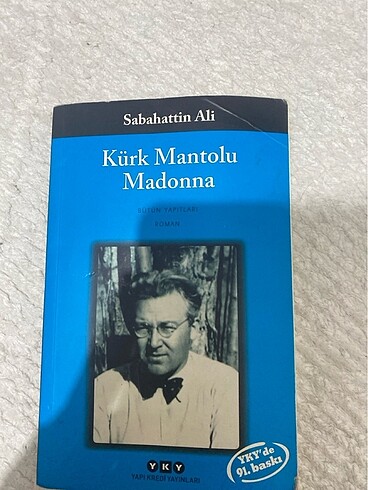 Sabahattin Ali
Kürk Mantolu
Madonna
BÜTÜN YAPITLARI
ROMAN
YKY
YAPI KREDİ YAYINLARI
YKY'de
91. baskı